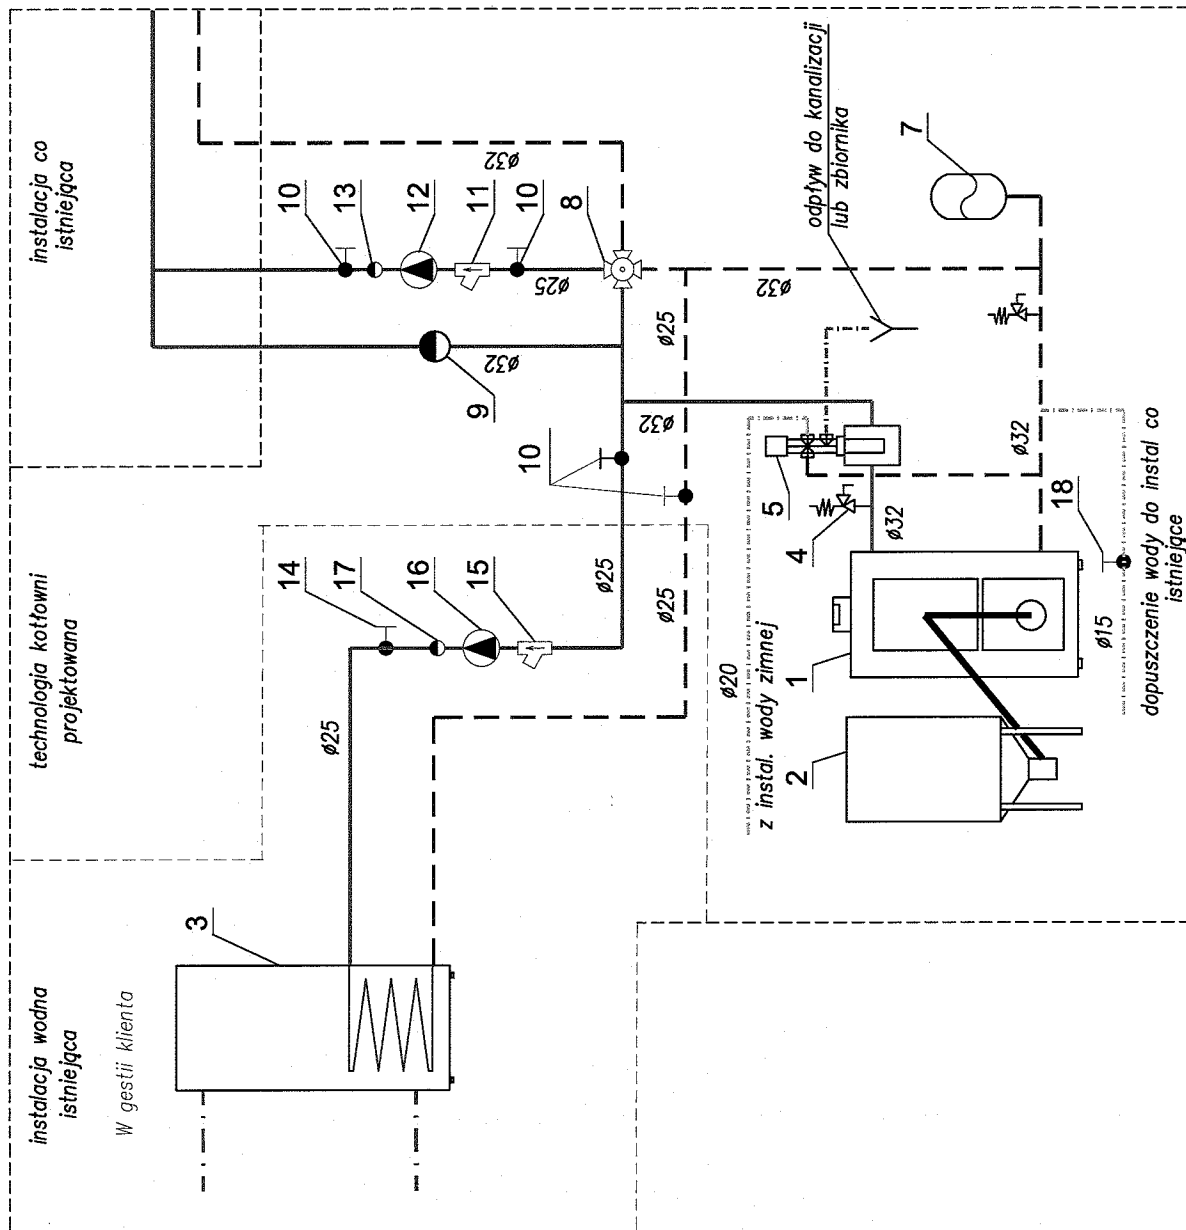 instalacja wodna
istniejąca
W gestii klienta
technologia kotłowni
projektowana
instalacja co
istniejąca
3
ø25
14
17
16
15
ø25
ø25
10
9
ø32
ø32
10
13
12
11
10
8
ø25
ø32
ø25
ø32
odpływ do kanalizacji
lub zbiornika
7
ø20
z instal. wody zimnej
5
4
ø32
ø32
1
2
18
ø15
dopuszczenie wody do instal co
istniejące